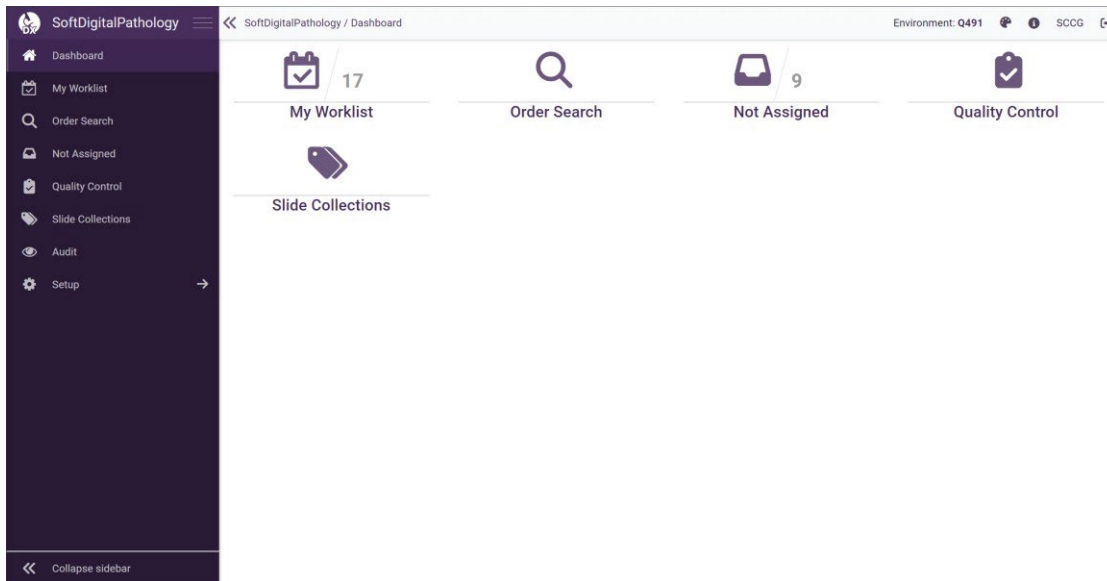 SoftDigitalPathology
SoftDigitalPathology / Dashboard
Environment: Q491
SCCG
DX
Dashboard
My Worklist
Order Search
Not Assigned
Quality Control
Slide Collections
Audit
Setup
Collapse sidebar
17
My Worklist
Order Search
9
Not Assigned
Quality Control
Slide Collections